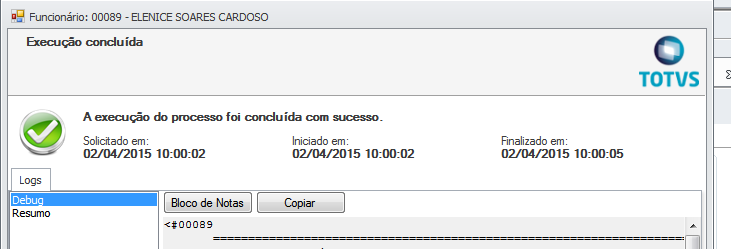 Funcionário: 00089 - ELENICE SOARES CARDOSO
Execução concluída
TOTVS
A execução do processo foi concluída com sucesso.
Solicitado em: Iniciado em: Finalizado em:
02/04/2015 10:00:02 02/04/2015 10:00:02 02/04/2015 10:00:05
Logs
Debug Bloco de Notas Copiar
Resumo
<#00089